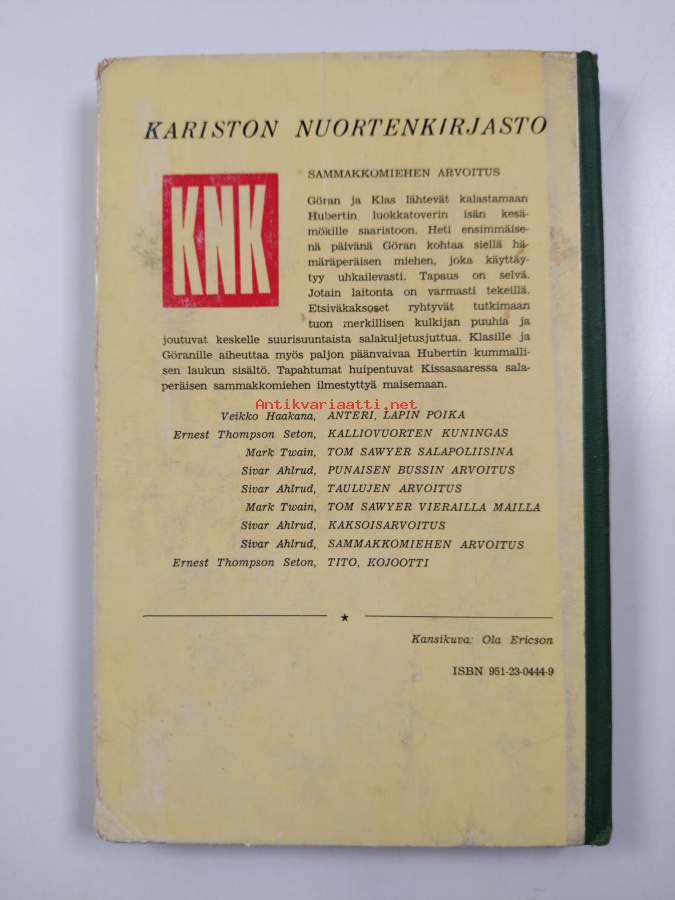 KARISTON NUORTENKIRJASTO
KNK
SAMMAKKOMIEHEN ARVOITUS
Göran ja Klas lähtevät kalastamaan
Hubertin luokkatoverin isän kesä-
mökille saaristoon. Heti ensimmäise-
nä päivänä Göran kohtaa siellä hä-
märäperäisen miehen, joka käyttäy-
tyy uhkailevasti. Tapaus on selvä.
Jotain laitonta on varmasti tekeillä.
Etsiväkaksoset ryhtyvät tutkimaan
tuon merkillisen kulkijan puuhia ja
joutuvat keskelle suurisuuntaista salakuljetusjuttua. Klasille ja
Göranille aiheuttaa myös paljon päänvaivaa Hubertin kummalli-
sen laukun sisältö. Tapahtumat huipentuvat Kissasaaressa sala-
peräisen sammakkomiehen ilmestyttyä maisemaan.
Antikvariaatti.net
Veikko Haakana, ANTERI, LAPIN POIKA
Ernest Thompson Seton, KALLIOVUORTEN KUNINGAS
Mark Twain, TOM SAWYER SALAPOLIISINA
Sivar Ahlrud, PUNAISEN BUSSIN ARVOITUS
Sivar Ahlrud, TAULUJEN ARVOITUS
Mark Twain, TOM SAWYER VIERAILLA MAILLA
Sivar Ahlrud, KAKSOISARVOITUS
Sivar Ahlrud, SAMMAKKOMIEHEN ARVOITUS
Ernest Thompson Seton, TITO, KOJOOTTI
Kansikuva: Ola Ericson
ISBN 951-23-0444-9